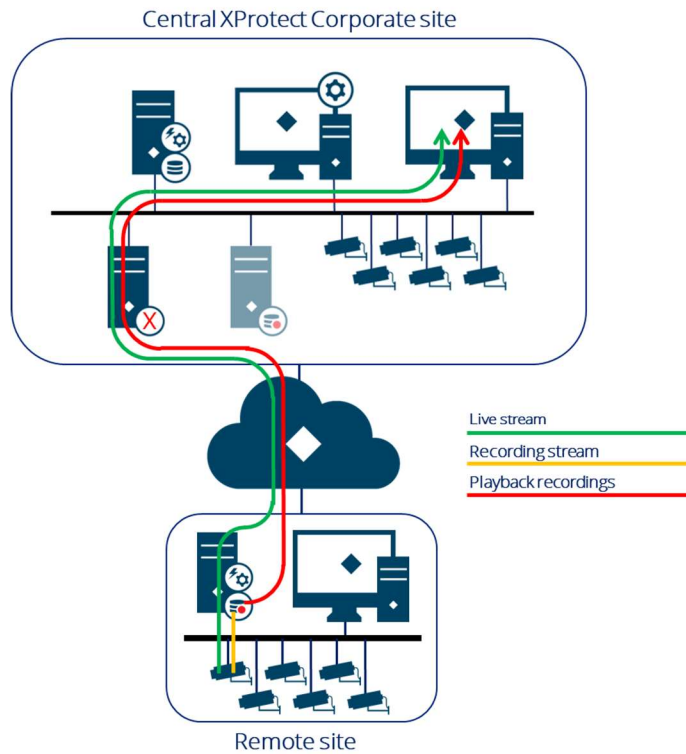 Central XProtect Corporate site
X
Live stream
Recording stream
Playback recordings
Remote site